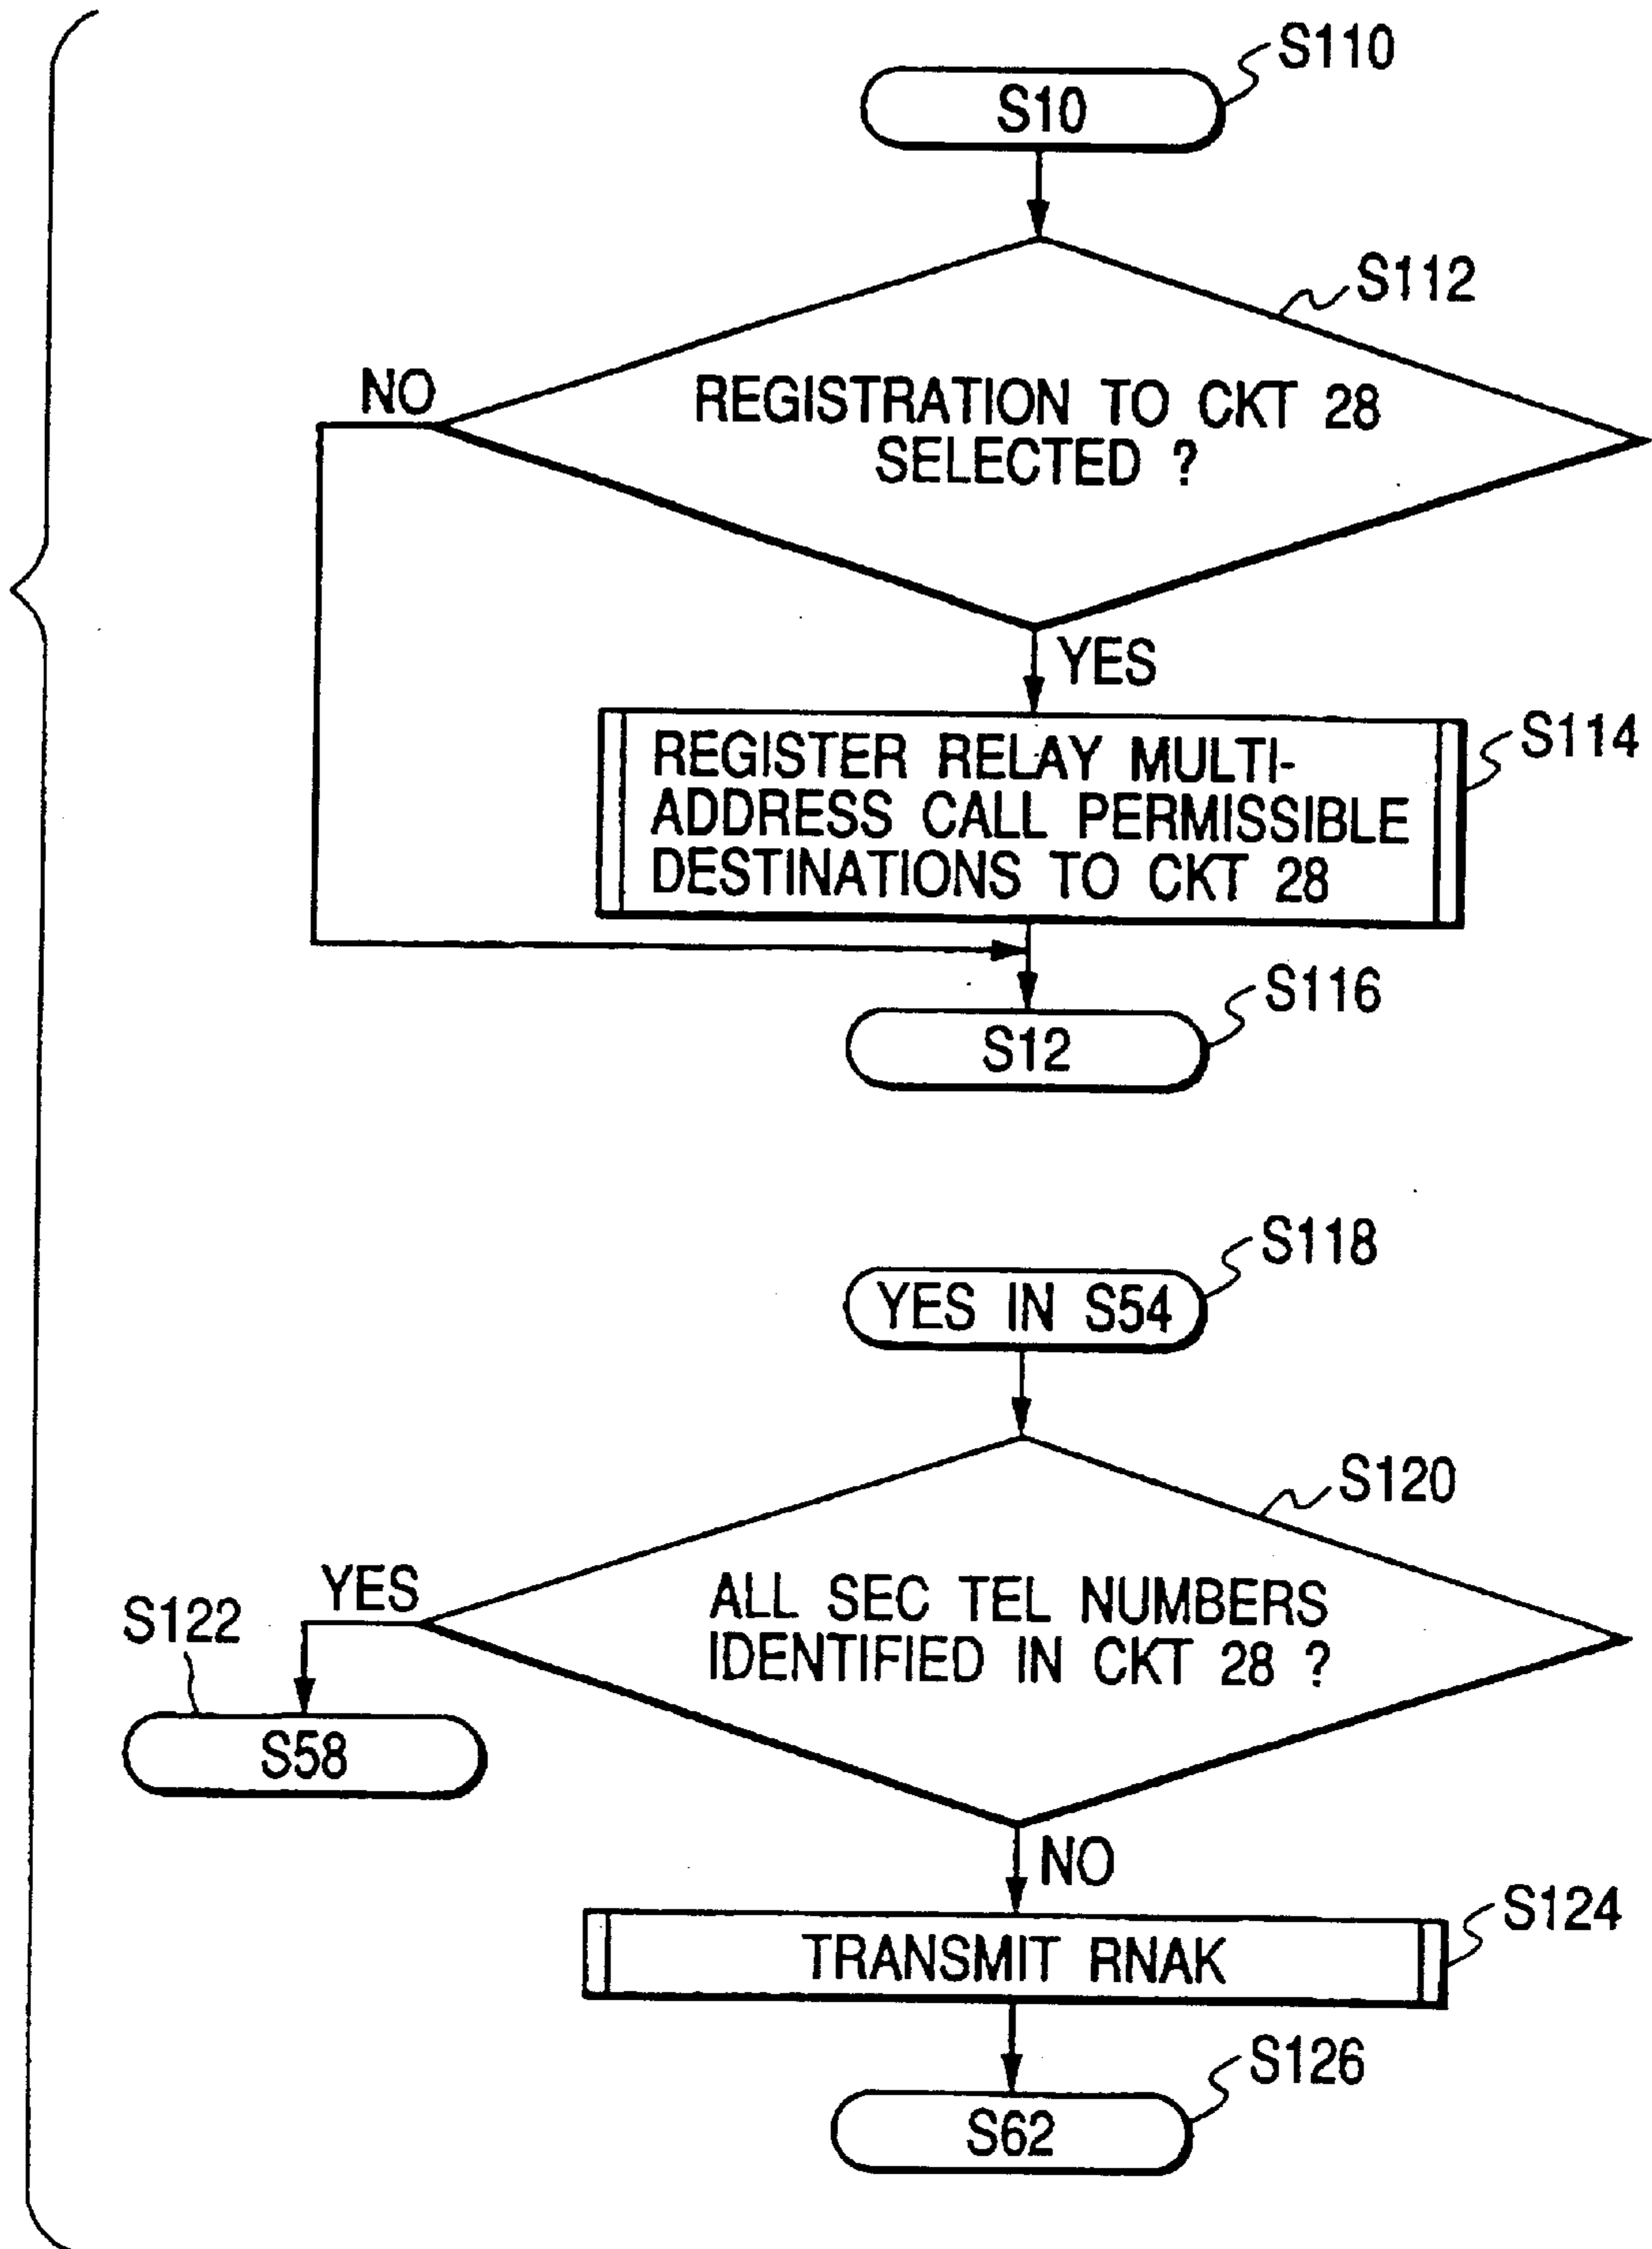 S110
S10
S112
NO
REGISTRATION TO CKT 28
SELECTED ?
YES
S114
REGISTER RELAY MULTI-
ADDRESS CALL PERMISSIBLE
DESTINATIONS TO CKT 28
S116
S12
S118
YES IN S54
S120
YES
ALL SEC TEL NUMBERS
IDENTIFIED IN CKT 28 ?
S122
S58
NO
S124
TRANSMIT RNAK
S126
S62